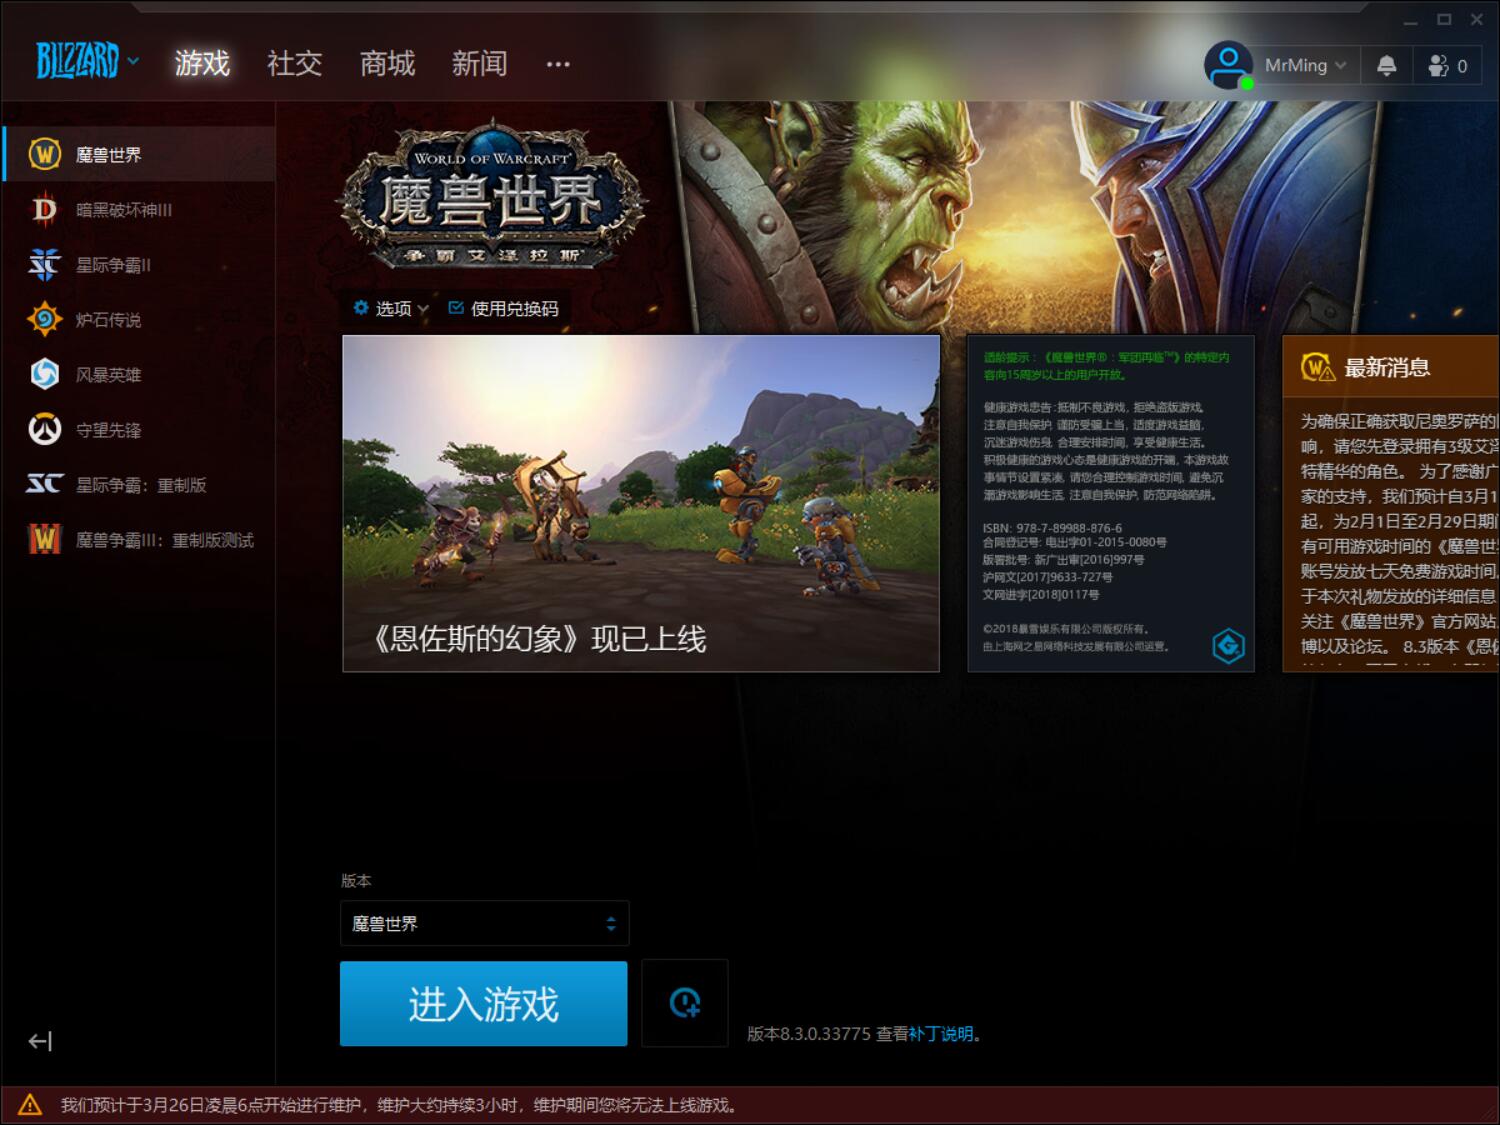 BLIZZARD
游戏
社交
商城
新闻
MrMing
0
魔兽世界
暗黑破坏神III
星际争霸II
炉石传说
风暴英雄
守望先锋
星际争霸：重制版
魔兽争霸III：重制版测试
WORLD OF WARCRAFT
魔兽世界
争霸艾泽拉斯
选项
使用兑换码
《恩佐斯的幻象》现已上线
适龄提示：《魔兽世界®：军团再临™》的特定内
容向15周岁以上的用户开放。
健康游戏忠告:抵制不良游戏, 拒绝盗版游戏。
注意自我保护, 谨防受骗上当, 适度游戏益脑,
沉迷游戏伤身, 合理安排时间, 享受健康生活。
积极健康的游戏心态是健康游戏的开端, 本游戏故
事情节设置紧凑, 请您合理控制游戏时间, 避免沉
溺游戏影响生活, 注意自我保护, 防范网络陷阱。
ISBN: 978-7-89988-876-6
合同登记号: 电出字01-2015-0080号
版署批号: 新广出审[2016]997号
沪网文[2017]9633-727号
文网进字[2018]0117号
©2018暴雪娱乐有限公司版权所有。
由上海网之易网络科技发展有限公司运营。
最新消息
为确保正确获取尼奥罗萨的
响，请您先登录拥有3级艾泽
特精华的角色。 为了感谢广
家的支持，我们预计自3月1
起，为2月1日至2月29日期
有可用游戏时间的《魔兽世
账号发放七天免费游戏时间。
于本次礼物发放的详细信息
关注《魔兽世界》官方网站
博以及论坛。 8.3版本《恩佐
版本
魔兽世界
进入游戏
版本8.3.0.33775 查看补丁说明。
我们预计于3月26日凌晨6点开始进行维护，维护大约持续3小时，维护期间您将无法上线游戏。